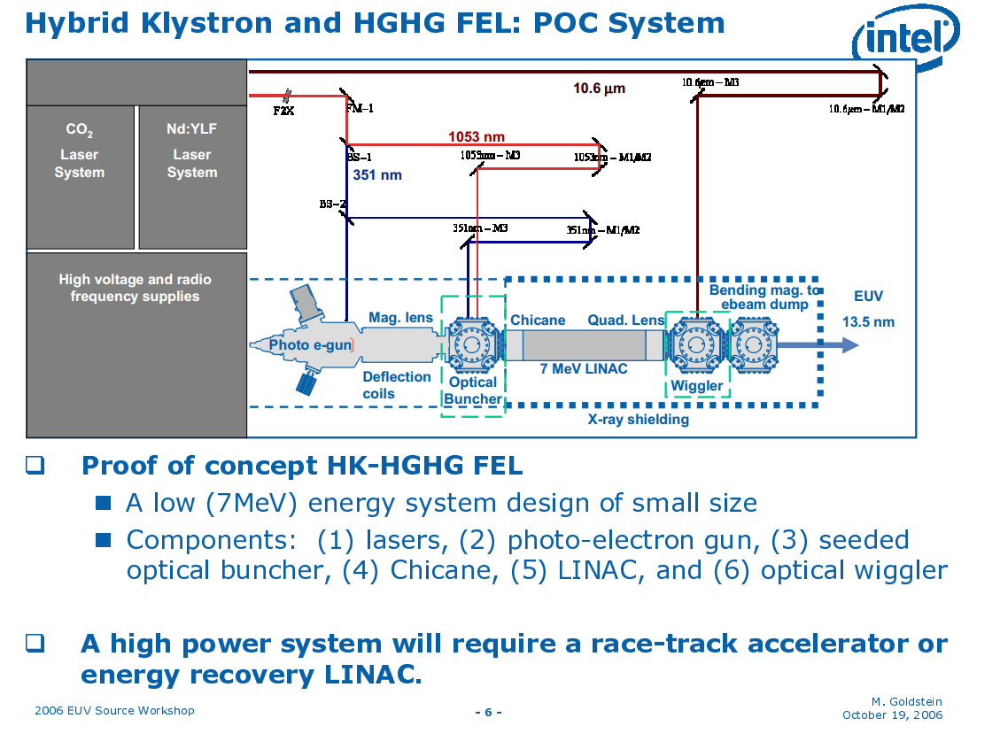 Hybrid Klystron and HGHG FEL: POC System
intel
10.6 µm
10.6µm – M3
10.6µm – M1/M2
F2X
FM–1
CO2
Laser
System
Nd:YLF
Laser
System
1053 nm
BS–1
1053nm – M3
1053nm – M1/M2
351 nm
BS–2
351nm – M3
351nm – M1/M2
High voltage and radio
frequency supplies
Bending mag. to
ebeam dump
EUV
13.5 nm
Mag. lens
Chicane
Quad. Lens
Photo e-gun
7 MeV LINAC
Deflection
coils
Optical
Buncher
Wiggler
X-ray shielding
Proof of concept HK-HGHG FEL
A low (7MeV) energy system design of small size
Components: (1) lasers, (2) photo-electron gun, (3) seeded
optical buncher, (4) Chicane, (5) LINAC, and (6) optical wiggler
A high power system will require a race-track accelerator or
energy recovery LINAC.
2006 EUV Source Workshop
- 6 -
M. Goldstein
October 19, 2006